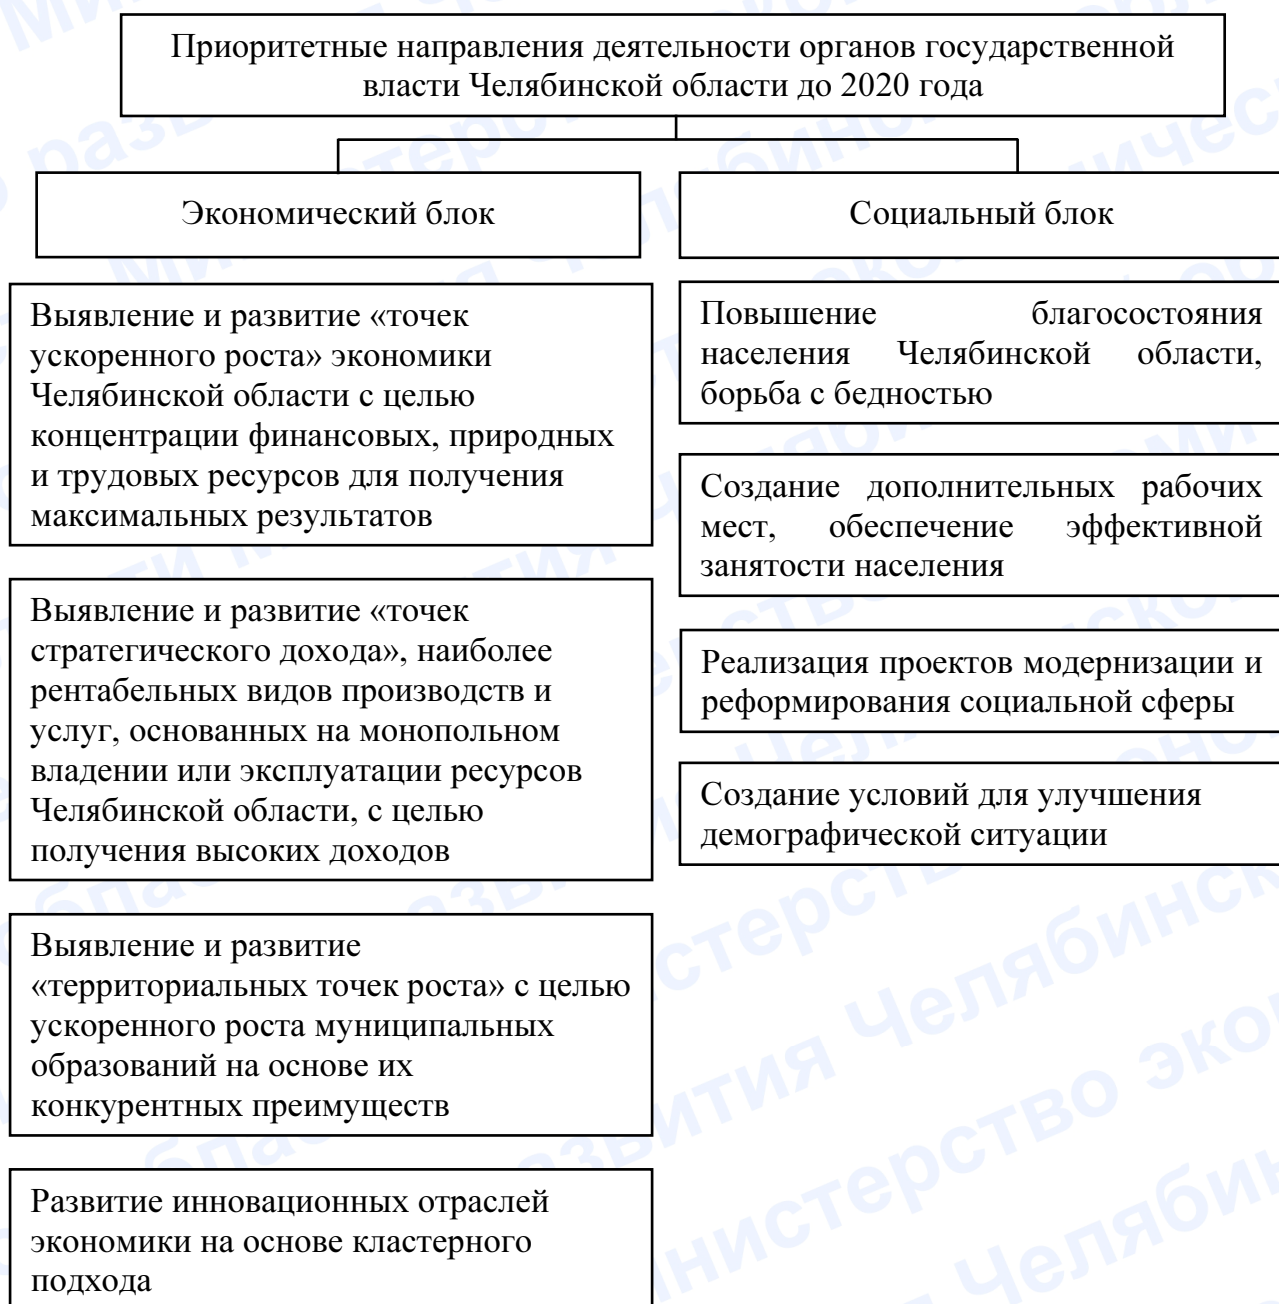 Приоритетные направления деятельности органов государственной
власти Челябинской области до 2020 года
Экономический блок
Социальный блок
Выявление и развитие «точек
ускоренного роста» экономики
Челябинской области с целью
концентрации финансовых, природных
и трудовых ресурсов для получения
максимальных результатов
Выявление и развитие «точек
стратегического дохода», наиболее
рентабельных видов производств и
услуг, основанных на монопольном
владении или эксплуатации ресурсов
Челябинской области, с целью
получения высоких доходов
Выявление и развитие
«территориальных точек роста» с целью
ускоренного роста муниципальных
образований на основе их
конкурентных преимуществ
Развитие инновационных отраслей
экономики на основе кластерного
подхода
Повышение благосостояния
населения Челябинской области,
борьба с бедностью
Создание дополнительных рабочих
мест, обеспечение эффективной
занятости населения
Реализация проектов модернизации и
реформирования социальной сферы
Создание условий для улучшения
демографической ситуации